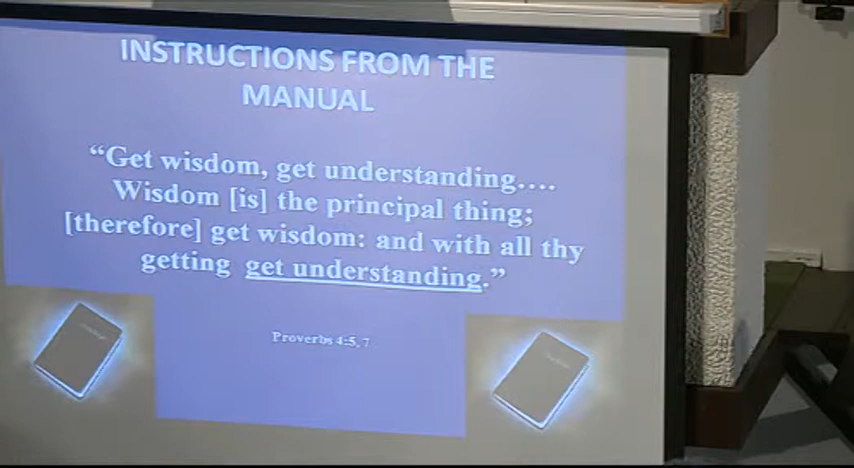 INSTRUCTIONS FROM THE
MANUAL
“Get wisdom, get understanding....
Wisdom [is] the principal thing;
[therefore] get wisdom: and with all thy
getting get understanding.”
Proverbs 4:5, 7